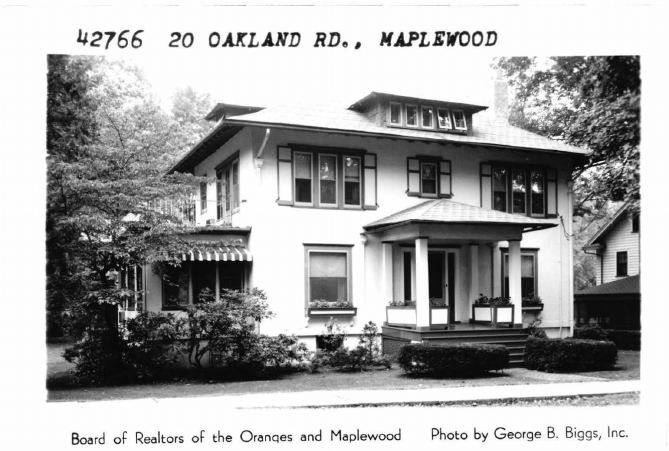 42766 20 OAKLAND RD., MAPLEWOOD
Board of Realtors of the Oranges and Maplewood Photo by George B. Biggs, Inc.